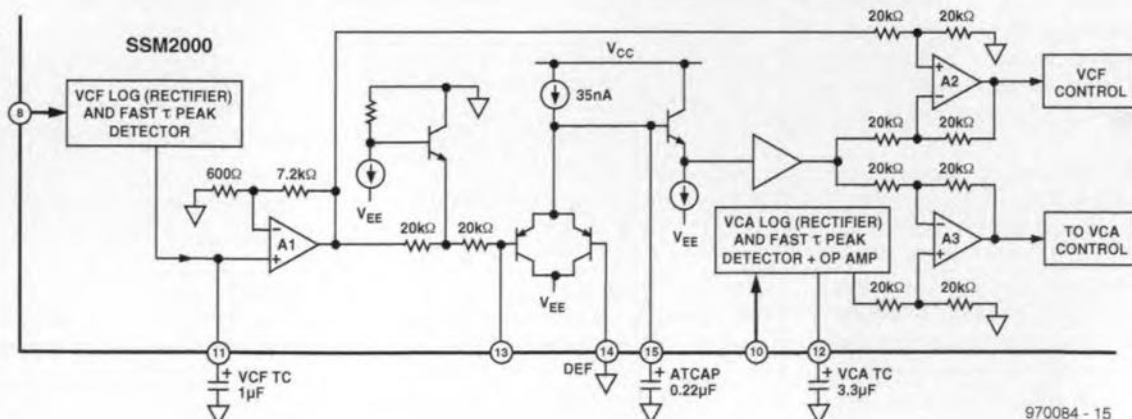 SSM2000
8
VCF LOG (RECTIFIER)
AND FAST τ PEAK
DETECTOR
600Ω
7.2kΩ
A1
VEE
20kΩ
20kΩ
VCC
35nA
VEE
VEE
20kΩ
20kΩ
A2
20kΩ
20kΩ
VCF
CONTROL
20kΩ
20kΩ
A3
20kΩ
20kΩ
TO VCA
CONTROL
VCA LOG (RECTIFIER)
AND FAST τ PEAK
DETECTOR + OP AMP
11
13
14
15
10
12
DEF
+ VCF TC
1µF
+ ATCAP
0.22µF
+ VCA TC
3.3µF
970084 - 15